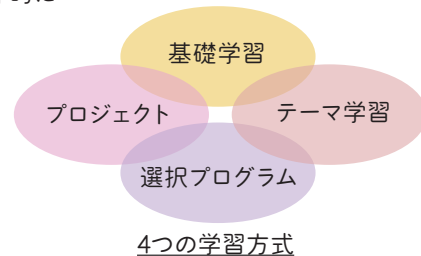 基礎学習
プロジェクト
テーマ学習
選択プログラム
4つの学習方式